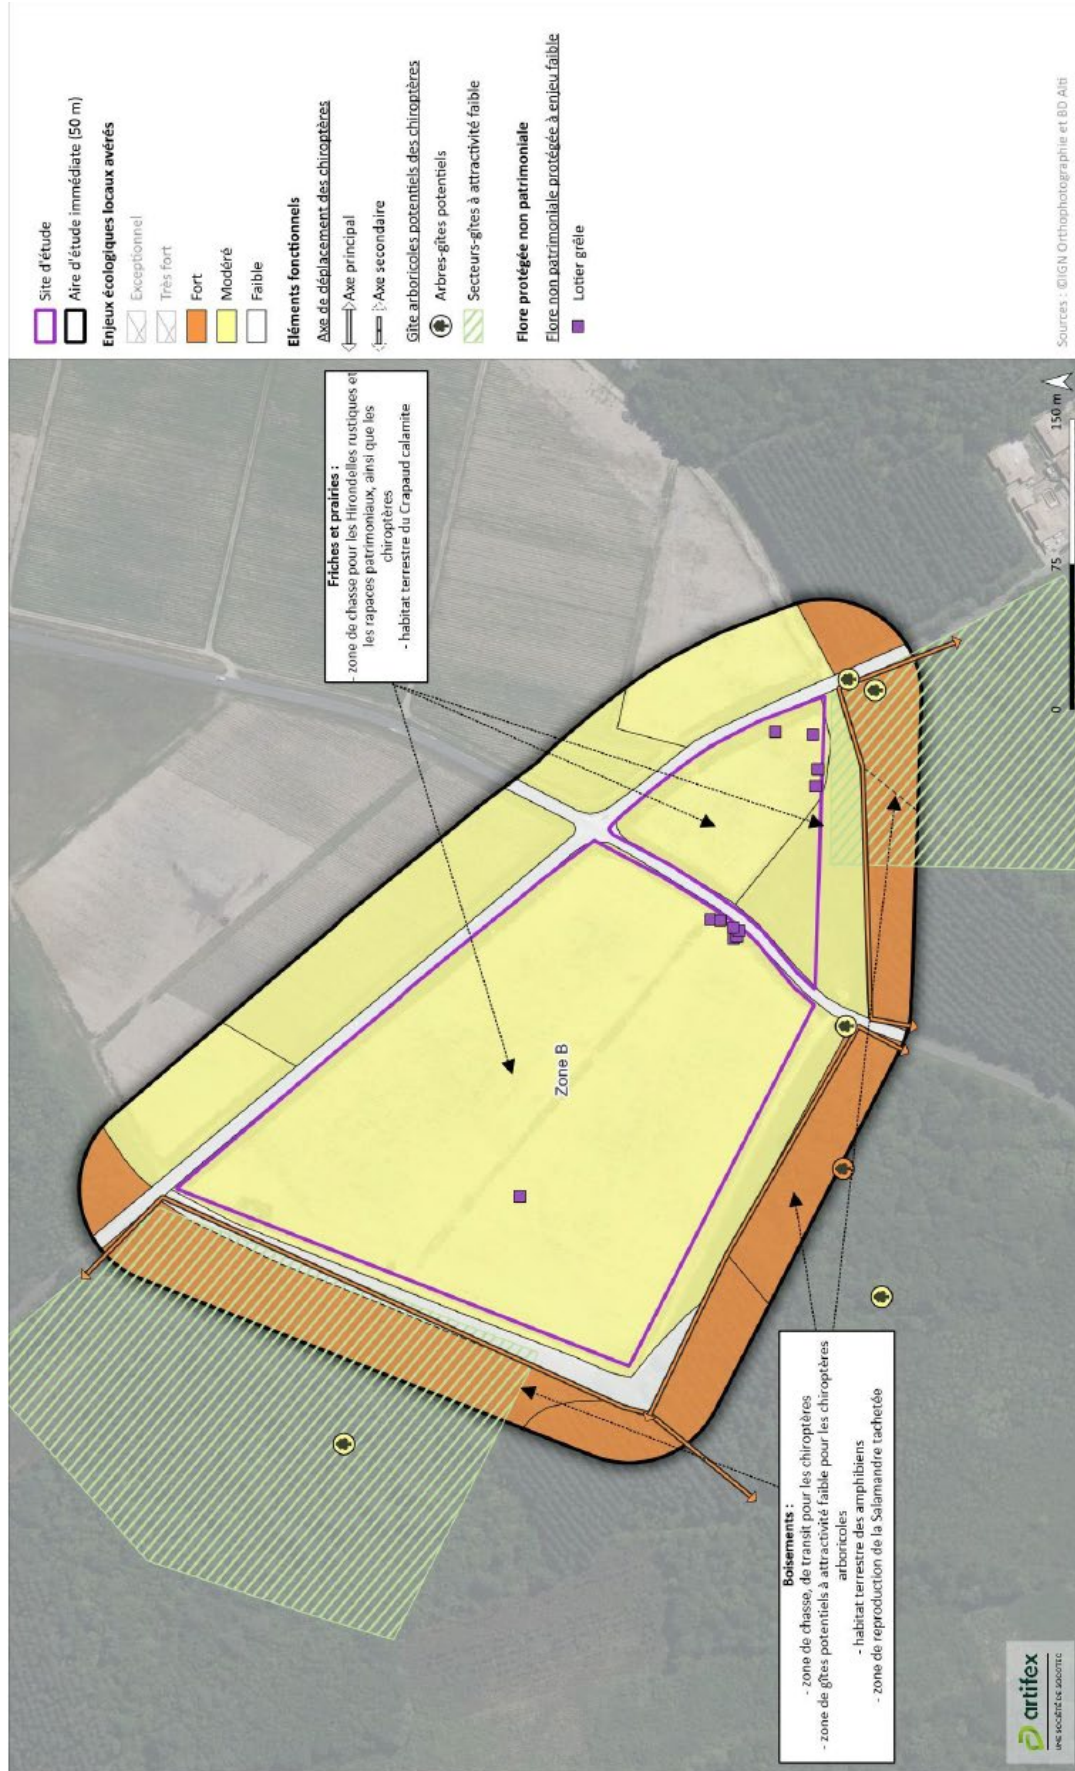 Site d'étude
Aire d'étude immédiate (50 m)
Enjeux écologiques locaux avérés
Exceptionnel
Très fort
Fort
Modéré
Faible
Eléments fonctionnels
Axe de déplacement des chiroptères
Axe principal
Axe secondaire
Gîte arboricoles potentiels des chiroptères
Arbres-gîtes potentiels
Secteurs-gîtes à attractivité faible
Flore protégée non patrimoniale
Flore non patrimoniale protégée à enjeu faible
Lotier grêle
Sources : ©IGN Orthophotographie et BD Alti
Friches et prairies :
- zone de chasse pour les Hirondelles rustiques et
les rapaces patrimoniaux, ainsi que les
chiroptères
- habitat terrestre du Crapaud calamite
Zone B
Boisements :
- zone de chasse, de transit pour les chiroptères
- zone de gîtes potentiels à attractivité faible pour les chiroptères
arboricoles
- habitat terrestre des amphibiens
- zone de reproduction de la Salamandre tachetée
0 75 150 m
artifex
UNE SOCIÉTÉ DE SOCOTEC